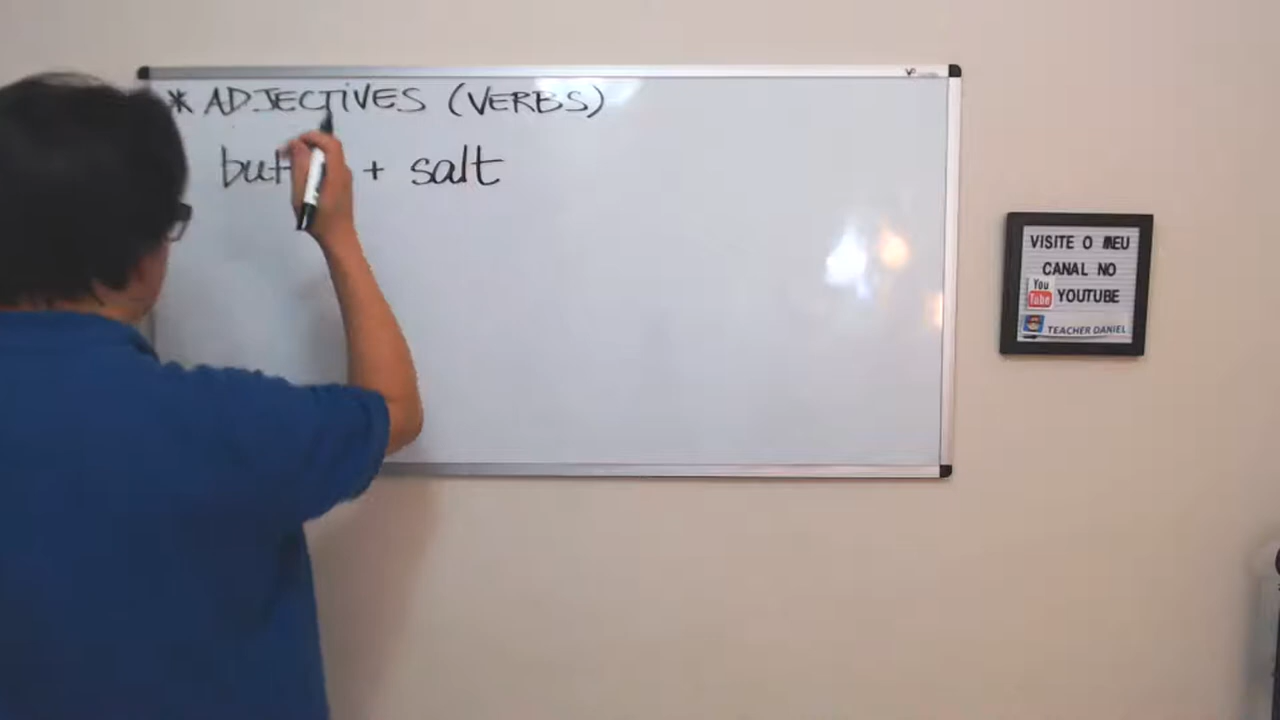 * ADJECTIVES (VERBS)
+ salt
VISITE O MEU
CANAL NO
You Tube YOUTUBE
TEACHER DANIEL